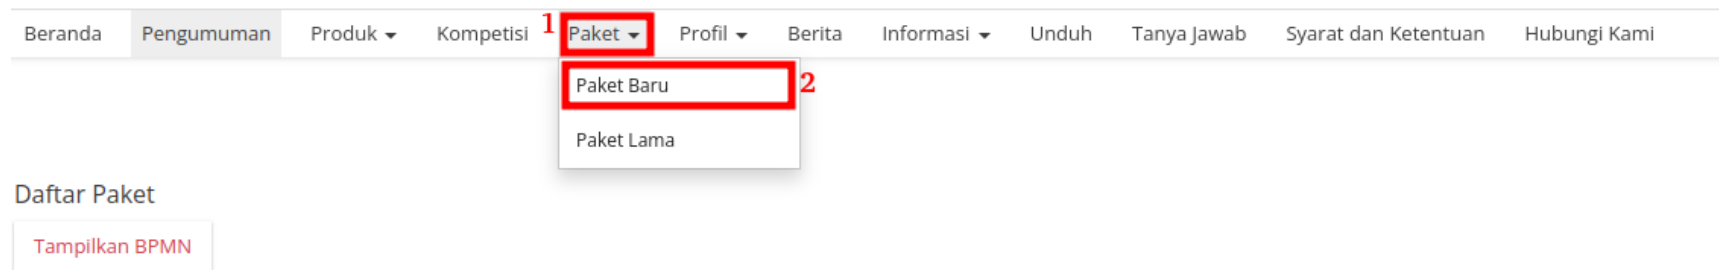 Beranda Pengumuman Produk Kompetisi 1 Paket Profil Berita Informasi Unduh Tanya Jawab Syarat dan Ketentuan Hubungi Kami
Paket Baru 2
Paket Lama
Daftar Paket
Tampilkan BPMN